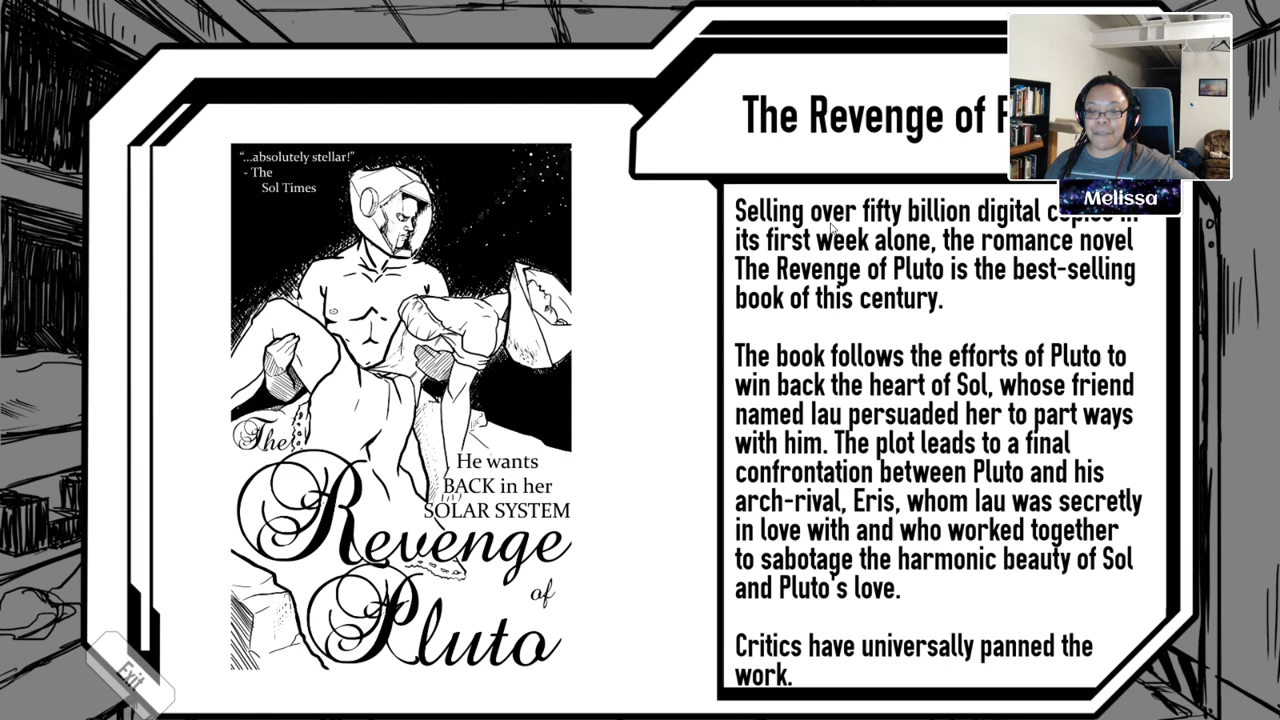 The Revenge of
Melissa
"...absolutely stellar!"
- The
Sol Times
He wants
BACK in her
SOLAR SYSTEM
The
Revenge
of
Pluto
Selling over fifty billion digital copies in
its first week alone, the romance novel
The Revenge of Pluto is the best-selling
book of this century.
The book follows the efforts of Pluto to
win back the heart of Sol, whose friend
named Iau persuaded her to part ways
with him. The plot leads to a final
confrontation between Pluto and his
arch-rival, Eris, whom Iau was secretly
in love with and who worked together
to sabotage the harmonic beauty of Sol
and Pluto's love.
Critics have universally panned the
work.
Exit